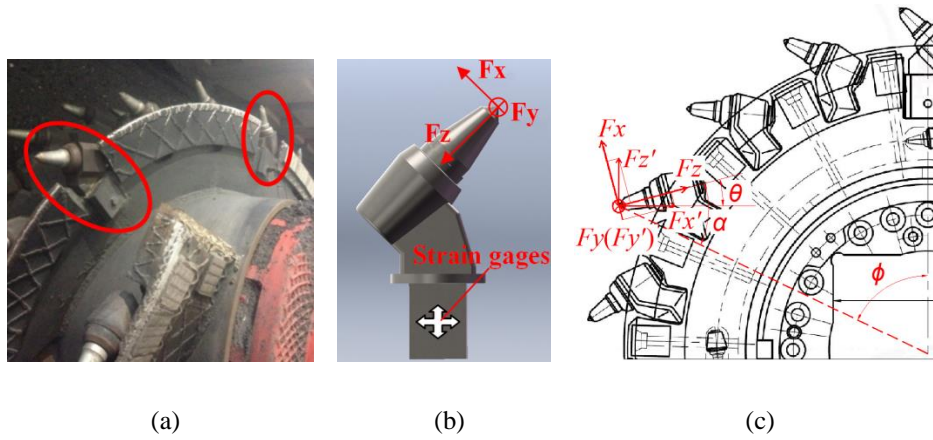 Fx
Fy
Fz
Strain gages
Fx
Fz'
Fz
θ
Fx'
α
Fy(Fy')
ϕ
(a)
(b)
(c)